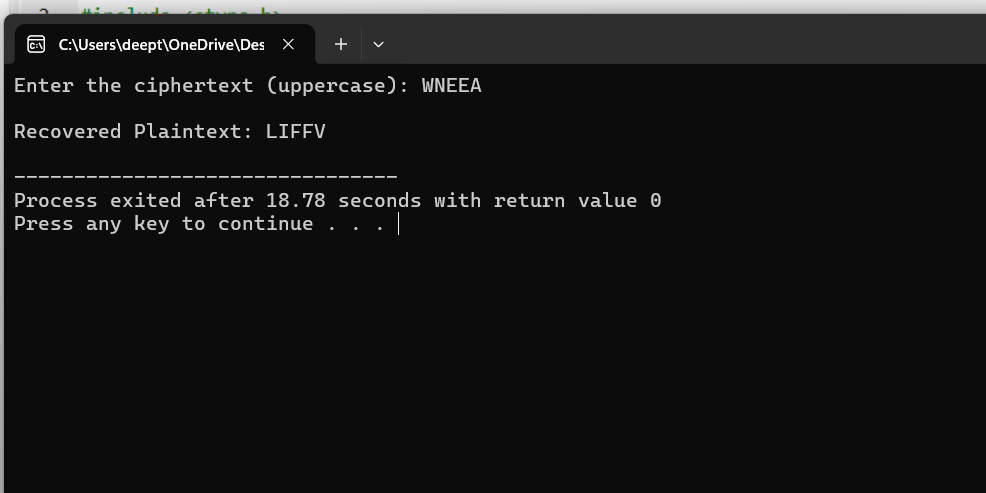 C:\Users\deept\OneDrive\Des
Enter the ciphertext (uppercase): WNEEA
Recovered Plaintext: LIFFV
--------------------------------
Process exited after 18.78 seconds with return value 0
Press any key to continue . . .